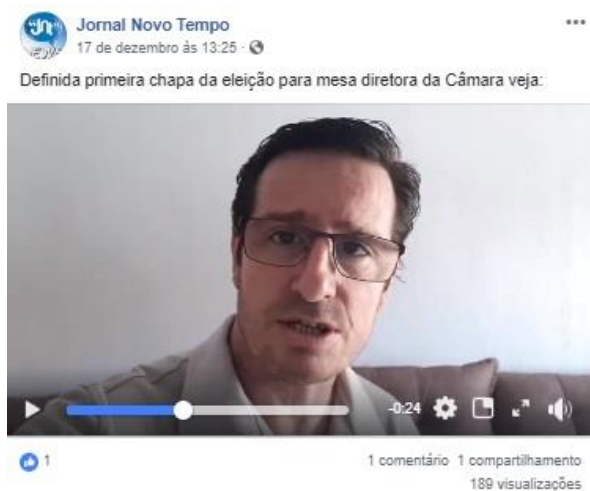 Jornal Novo Tempo
17 de dezembro às 13:25 ·
Definida primeira chapa da eleição para mesa diretora da Câmara veja:
-0:24
1
1 comentário 1 compartilhamento
189 visualizações